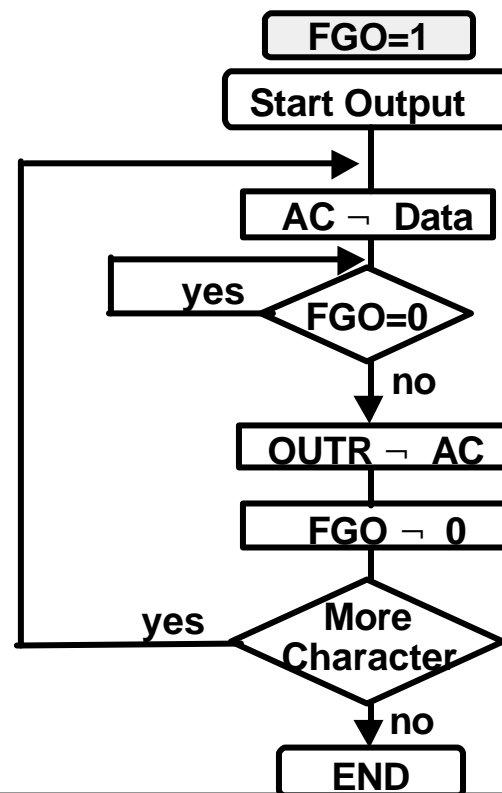 FGO=1
Start Output
AC ¬ Data
yes
FGO=0
no
OUTR ¬ AC
FGO ¬ 0
yes
More
Character
no
END